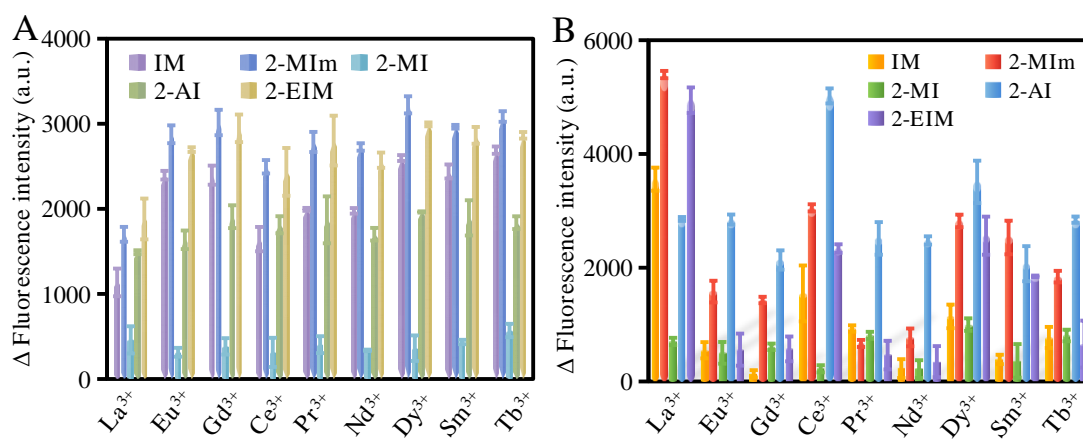 A
Δ Fluorescence intensity (a.u.)
4000
3000
2000
1000
0
IM 2-MIm 2-MI
2-AI 2-EIM
La³⁺ Eu³⁺ Gd³⁺ Ce³⁺ Pr³⁺ Nd³⁺ Dy³⁺ Sm³⁺ Tb³⁺
B
Δ Fluorescence intensity (a.u.)
6000
4000
2000
0
IM 2-MIm
2-MI 2-AI
2-EIM
La³⁺ Eu³⁺ Gd³⁺ Ce³⁺ Pr³⁺ Nd³⁺ Dy³⁺ Sm³⁺ Tb³⁺